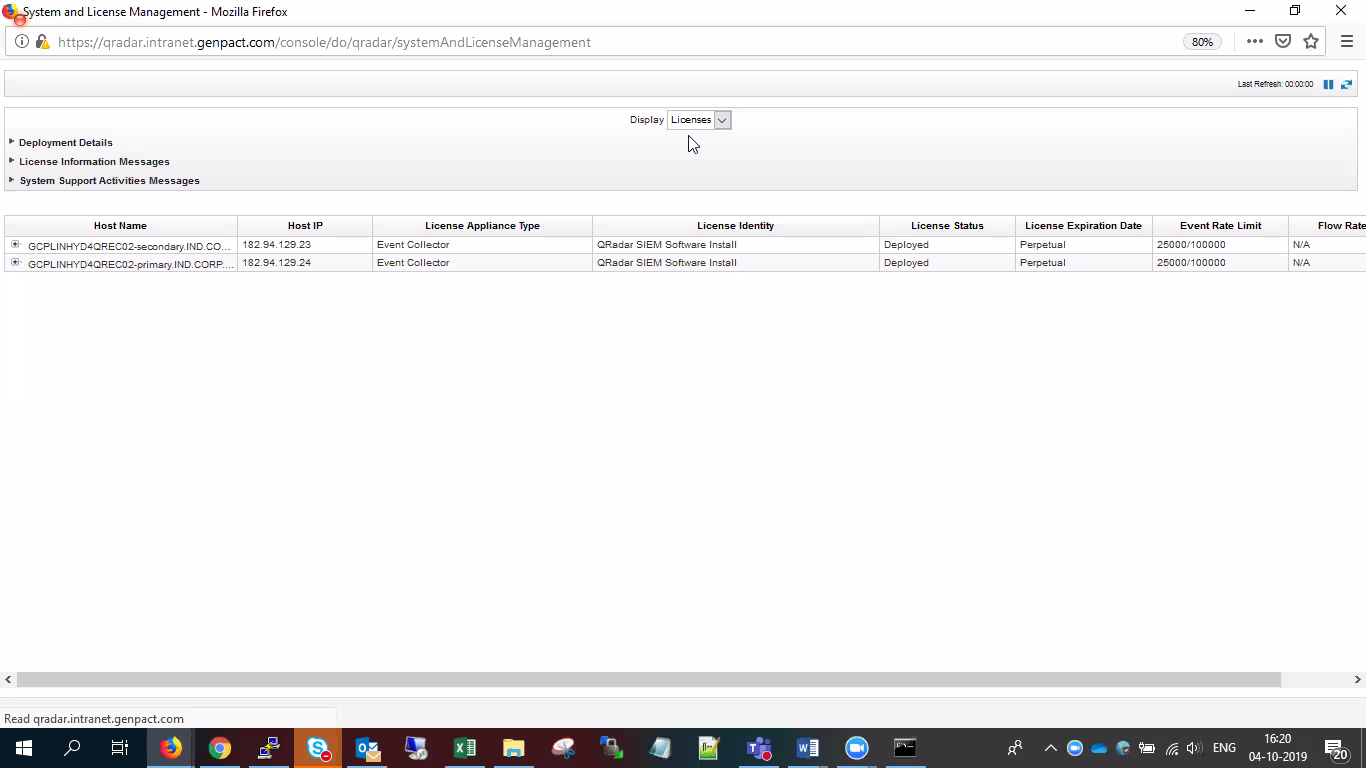 System and License Management - Mozilla Firefox
https://qradar.intranet.genpact.com/console/do/qradar/systemAndLicenseManagement 80%
Last Refresh: 00:00:00
Display Licenses
Deployment Details
License Information Messages
System Support Activities Messages
Host Name Host IP License Appliance Type License Identity License Status License Expiration Date Event Rate Limit Flow Rate
GCPLINHYD4QREC02-secondary.IND.CO... 182.94.129.23 Event Collector QRadar SIEM Software Install Deployed Perpetual 25000/100000 N/A
GCPLINHYD4QREC02-primary.IND.CORP.... 182.94.129.24 Event Collector QRadar SIEM Software Install Deployed Perpetual 25000/100000 N/A
Read qradar.intranet.genpact.com
ENG 16:20
04-10-2019 20